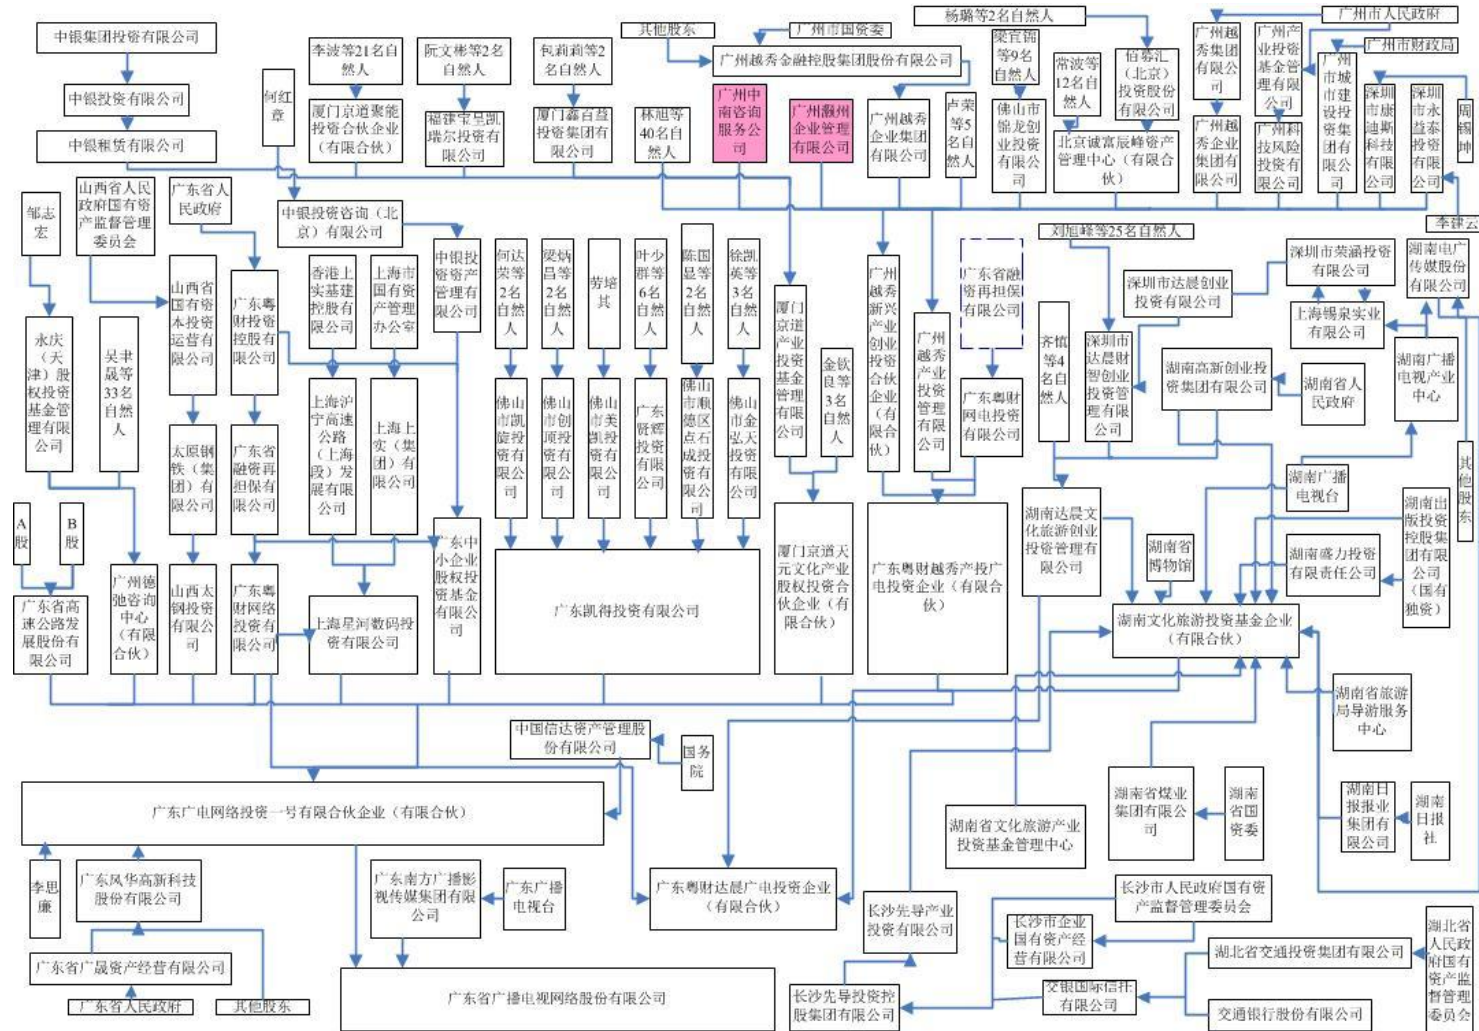 中银集团投资有限公司
中银投资有限公司
中银租赁有限公司
何红
章
李波等21名自
然人
厦门京道聚能
投资合伙企业
（有限合伙）
阮文彬等2名
自然人
福建宝呈凯
瑞尔投资有
限公司
包莉莉等2
名自然人
厦门鑫百益
投资集团有
限公司
其他股东
广州市国资委
广州越秀金融控股集团股份有限公司
林旭等
40名自
然人
广州中
南咨询
服务公
司
广州灏州
企业管理
有限公司
广州越秀
企业集团
有限公司
卢荣
等5
名自
然人
杨璐等2名自然人
梁宜锦
等9名
自然人
佛山市
锦龙创
业投资
有限公
司
常波等
12名自
然人
佰募汇
（北京）
投资股份
有限公司
北京诚富辰峰资产
管理中心（有限合
伙）
广州市人民政府
广州越
秀集团
有限公
司
广州越
秀企业
集团有
限公司
广州产
业投资
基金管
理有限
公司
广州科
技风险
投资有
限公司
广州市财政局
广州
市城
市建
设投
资集
团有
限公
司
深圳
市康
迪斯
科技
有限
公司
深圳
市永
益泰
投资
有限
公司
周锡
坤
李建云
邹志
宏
山西省人民
政府国有资
产监督管理
委员会
广东省人
民政府
中银投资咨询（北
京）有限公司
永庆
（天
津）股
权投资
基金管
理有限
公司
吴聿
晟等
33名
自然
人
山西省
国有资
本投资
运营有
限公司
太原钢
铁（集
团）有
限公司
广东粤
财投资
控股有
限公司
广东省
融资再
担保有
限公司
香港上
实基建
控股有
限公司
上海市
国有资
产管理
办公室
中银投
资资产
管理有
限公司
上海沪
宁高速
公路
（上海
段）发
展有限
公司
上海上
实（集
团）有
限公司
何达
荣等
2名
自然
人
梁炳
昌等
2名
自然
人
劳培
其
叶少
群等
6名
自然
人
陈国
显等
2名
自然
人
徐凯
英等
3名
自然
人
佛山
市凯
旋投
资有
限公
司
佛山
市创
顶投
资有
限公
司
佛山
市美
凯投
资有
限公
司
广东
贤辉
投资
有限
公司
佛山
市顺
德区
点石
成投
资有
限公
司
佛山
市金
弘天
投资
有限
公司
厦门
京道
产业
投资
基金
管理
有限
公司
金钦
良等
3名
自然
人
广州
越秀
新兴
产业
创业
投资
合伙
企业
（有
限合
伙）
广州
越秀
产业
投资
管理
有限
公司
广东省融
资再担保
有限公司
广东粤财
网电投资
有限公司
刘旭峰等25名自然人
齐慎
等4
名自
然人
深圳市
达晨财
智创业
投资管
理有限
公司
深圳市达晨创业
投资有限公司
深圳市荣涵投资
有限公司
上海锡泉实业
有限公司
湖南电广
传媒股份
有限公司
湖南高新创业投
资集团有限公司
湖南省人
民政府
湖南广播
电视产业
中心
湖南广播
电视台
其
他
股
东
A
股
B
股
广东省高
速公路发
展股份有
限公司
广州德
弛咨询
中心
（有限
合伙）
山西太
钢投资
有限公
司
广东粤
财网络
投资有
限公司
上海星河数码投
资有限公司
广东中
小企业
股权投
资基金
有限公
司
广东凯得投资有限公司
厦门京道天
元文化产业
股权投资合
伙企业（有
限合伙）
广东粤财越秀产投广
电投资企业（有限合
伙）
湖南达晨文
化旅游创业
投资管理有
限公司
湖南省
博物馆
湖南盛力投资
有限责任公司
湖南出
版投资
控股集
团有限
公司
（国有
独资）
湖南文化旅游投资基金企业
（有限合伙）
湖南省旅游
局导游服务
中心
中国信达资产管理股
份有限公司
国务
院
广东广电网络投资一号有限合伙企业（有限合伙）
湖南省文化旅游产业
投资基金管理中心
湖南省煤业
集团有限公
司
湖南
省国
资委
湖南日
报报业
集团有
限公司
湖南
日报
社
李思
廉
广东风华高新科技
股份有限公司
广东南方广播影
视传媒集团有限
公司
广东广播
电视台
广东粤财达晨广电投资企业
（有限合伙）
长沙先导产业
投资有限公司
长沙市人民政府国有资
产监督管理委员会
长沙市企业
国有资产经
营有限公司
湖北省交通投资集团有限公司
湖北省
人民政
府国有
资产监
督管理
委员会
广东省广晟资产经营有限公司
广东省人民政府
其他股东
广东省广播电视网络股份有限公司
长沙先导投资控
股集团有限公司
交银国际信托
有限公司
交通银行股份有限公司